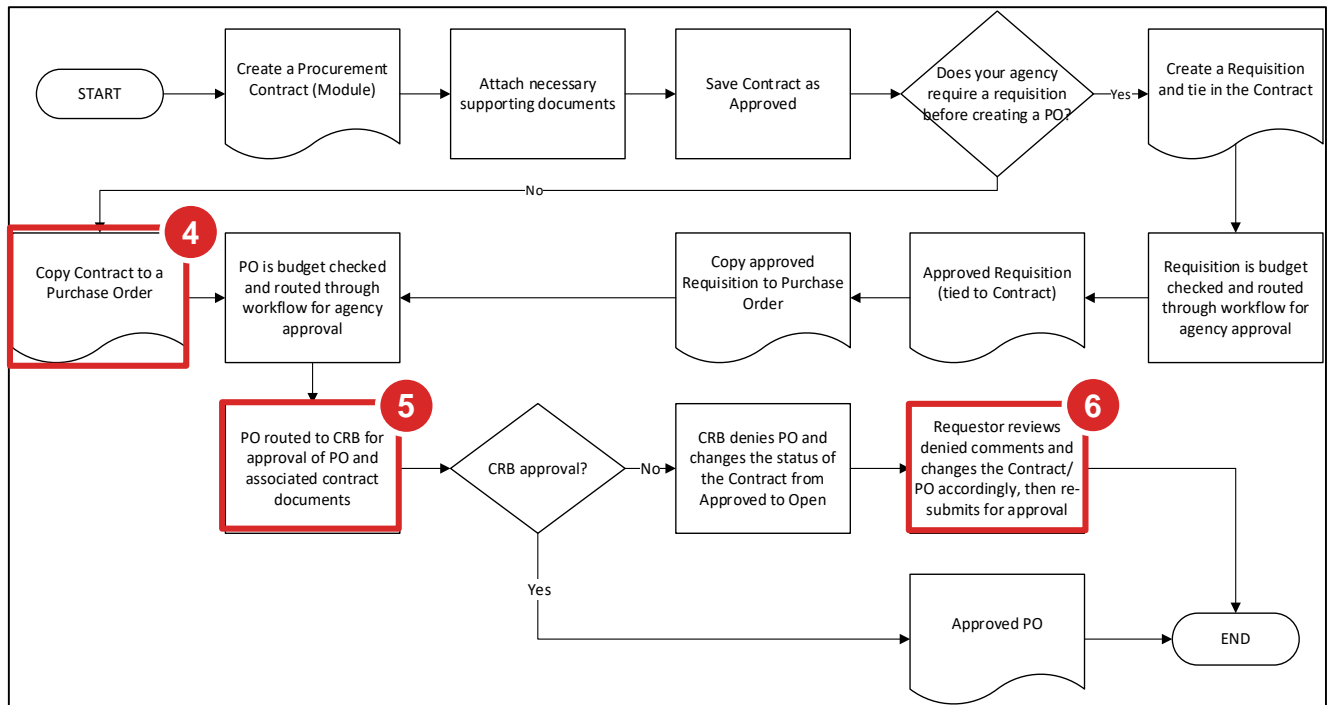 START
Create a Procurement
Contract (Module)
Attach necessary
supporting documents
Save Contract as
Approved
Does your agency
require a requisition
before creating a PO?
Yes
Create a Requisition
and tie in the Contract
No
4
Copy Contract to a
Purchase Order
PO is budget checked
and routed through
workflow for agency
approval
Copy approved
Requisition to Purchase
Order
Approved Requisition
(tied to Contract)
Requisition is budget
checked and routed
through workflow for
agency approval
5
PO routed to CRB for
approval of PO and
associated contract
documents
CRB approval?
No
CRB denies PO and
changes the status of
the Contract from
Approved to Open
6
Requestor reviews
denied comments and
changes the Contract/
PO accordingly, then re-
submits for approval
Yes
Approved PO
END